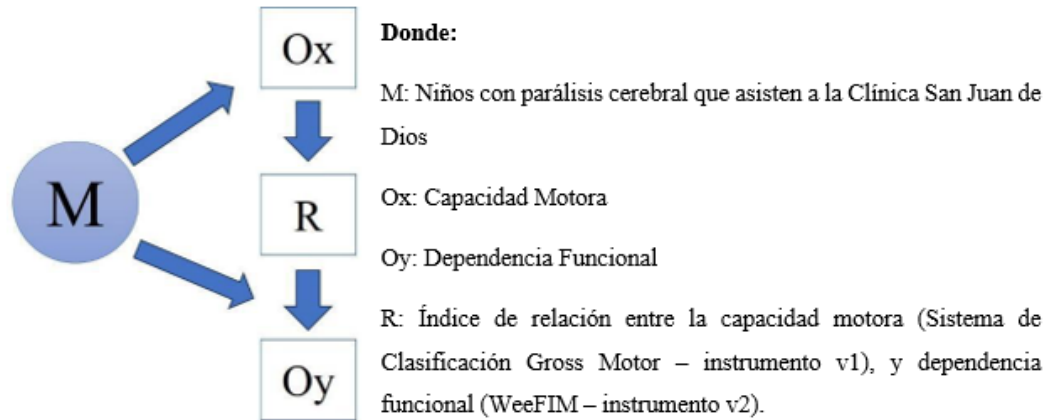 Ox
M
R
Oy
Donde:
M: Niños con parálisis cerebral que asisten a la Clínica San Juan de
Dios
Ox: Capacidad Motora
Oy: Dependencia Funcional
R: Índice de relación entre la capacidad motora (Sistema de
Clasificación Gross Motor – instrumento v1), y dependencia
funcional (WeeFIM – instrumento v2).